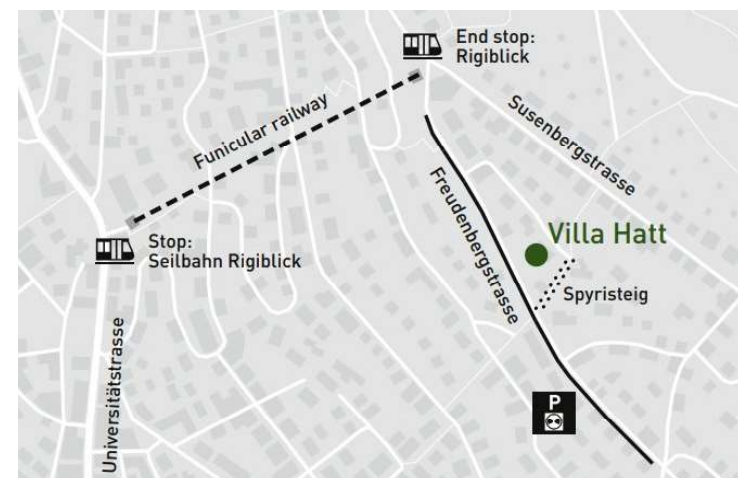 End stop:
Rigiblick
Funicular railway
Susenbergstrasse
Freudenbergstrasse
Villa Hatt
Stop:
Seilbahn Rigiblick
Spyristeig
Universitätstrasse
P